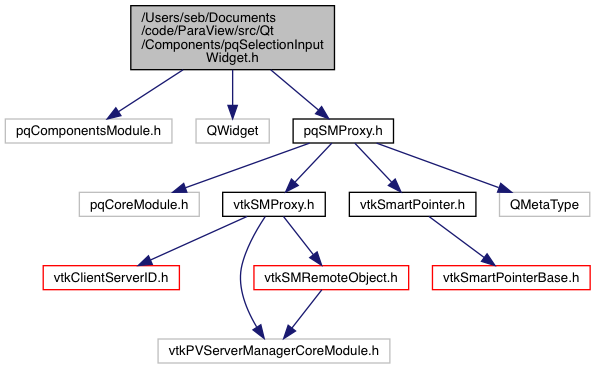 /Users/seb/Documents
/code/ParaView/src/Qt
/Components/pqSelectionInput
Widget.h
pqComponentsModule.h
QWidget
pqSMProxy.h
pqCoreModule.h
vtkSMProxy.h
vtkSmartPointer.h
QMetaType
vtkClientServerID.h
vtkSMRemoteObject.h
vtkSmartPointerBase.h
vtkPVServerManagerCoreModule.h